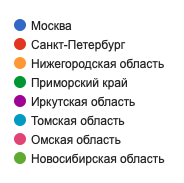 Москва
Санкт-Петербург
Нижегородская область
Приморский край
Иркутская область
Томская область
Омская область
Новосибирская область